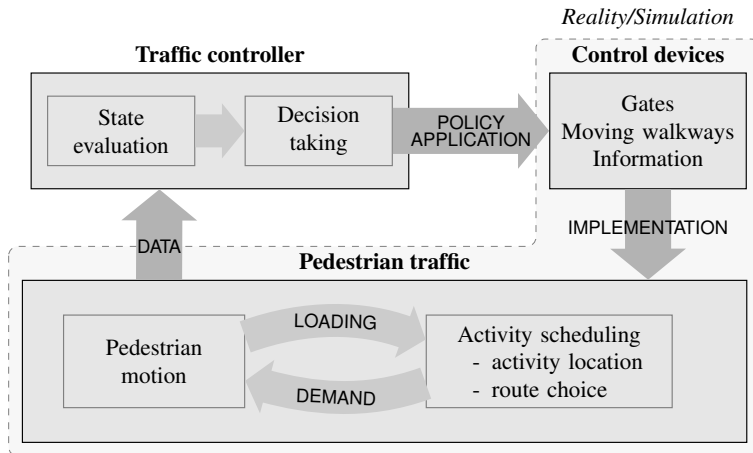 Reality/Simulation
Traffic controller
Control devices
State
evaluation
Decision
taking
POLICY
APPLICATION
Gates
Moving walkways
Information
DATA
IMPLEMENTATION
Pedestrian traffic
Pedestrian
motion
LOADING
DEMAND
Activity scheduling
- activity location
- route choice